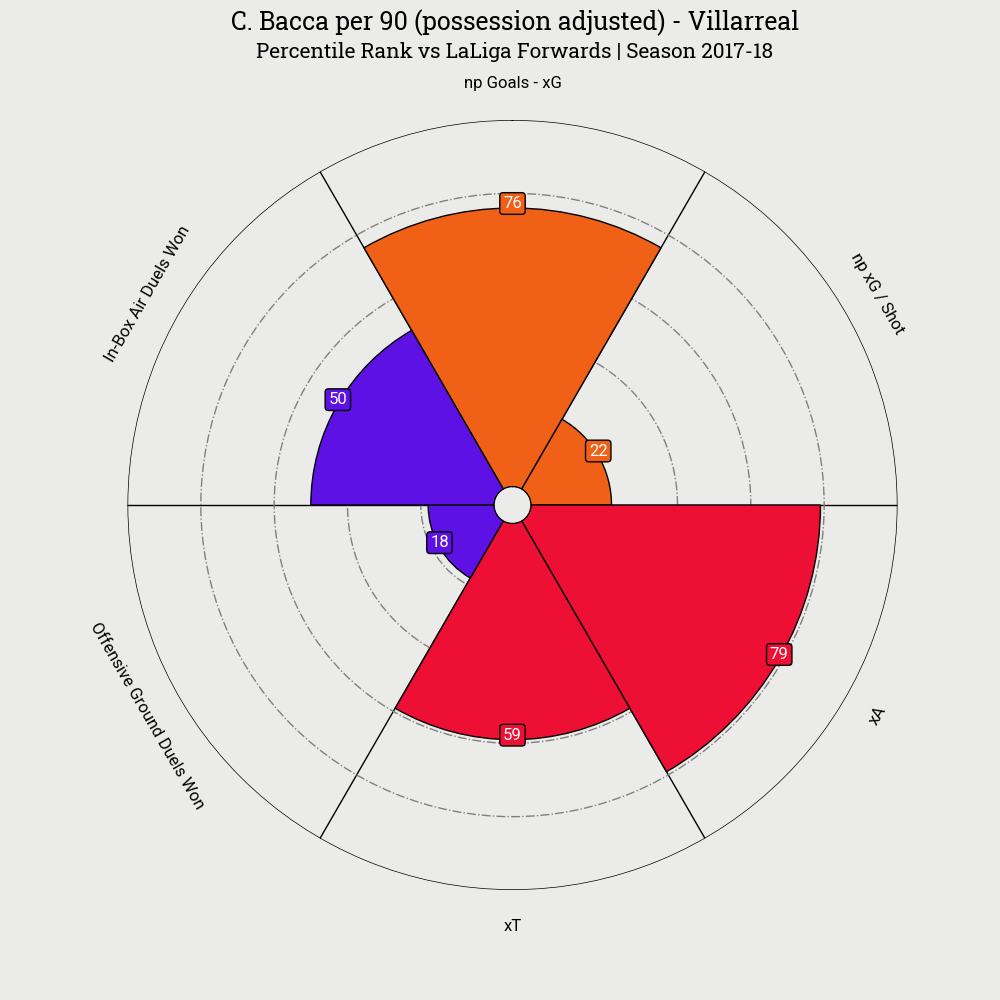 C. Bacca per 90 (possession adjusted) - Villarreal
Percentile Rank vs LaLiga Forwards | Season 2017-18
np Goals - xG
76
np xG / Shot
22
In-Box Air Duels Won
50
Offensive Ground Duels Won
18
xA
79
59
xT